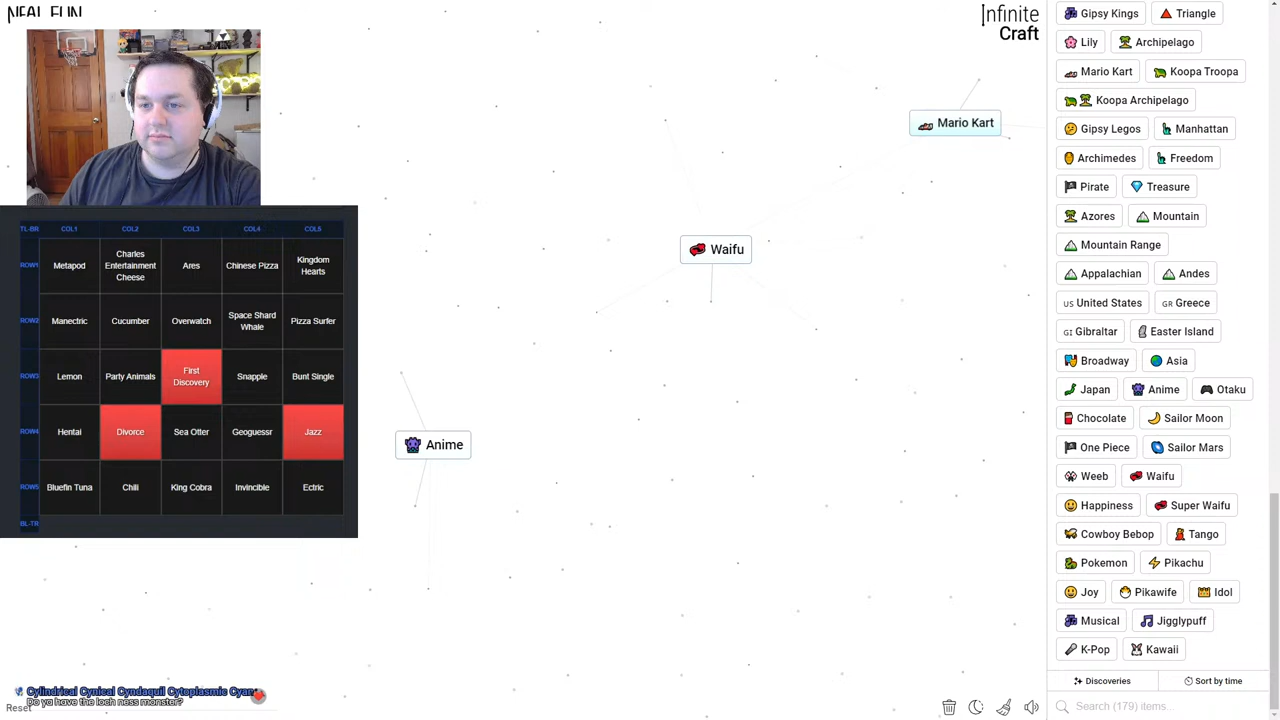 NEAL.FUN
Infinite
Craft
Gipsy Kings
Triangle
Lily
Archipelago
Mario Kart
Koopa Troopa
Koopa Archipelago
Gipsy Legos
Manhattan
Archimedes
Freedom
Pirate
Treasure
Azores
Mountain
Mountain Range
Appalachian
Andes
US United States
GR Greece
GI Gibraltar
Easter Island
Broadway
Asia
Japan
Anime
Otaku
Chocolate
Sailor Moon
One Piece
Sailor Mars
Weeb
Waifu
Happiness
Super Waifu
Cowboy Bebop
Tango
Pokemon
Pikachu
Joy
Pikawife
Idol
Musical
Jigglypuff
K-Pop
Kawaii
Discoveries
Sort by time
Search (179) items...
Mario Kart
Waifu
Anime
TL-BR COL1 COL2 COL3 COL4 COL5
ROW1 Metapod Charles Entertainment Cheese Ares Chinese Pizza Kingdom Hearts
ROW2 Manectric Cucumber Overwatch Space Shard Whale Pizza Surfer
ROW3 Lemon Party Animals First Discovery Snapple Bunt Single
ROW4 Hentai Divorce Sea Otter Geoguessr Jazz
ROW5 Bluefin Tuna Chili King Cobra Invincible Ectric
BL-TR
Cylindrical Cynical Cyndaquil Cytoplasmic
Do ya have the loch ness monster?
Reset